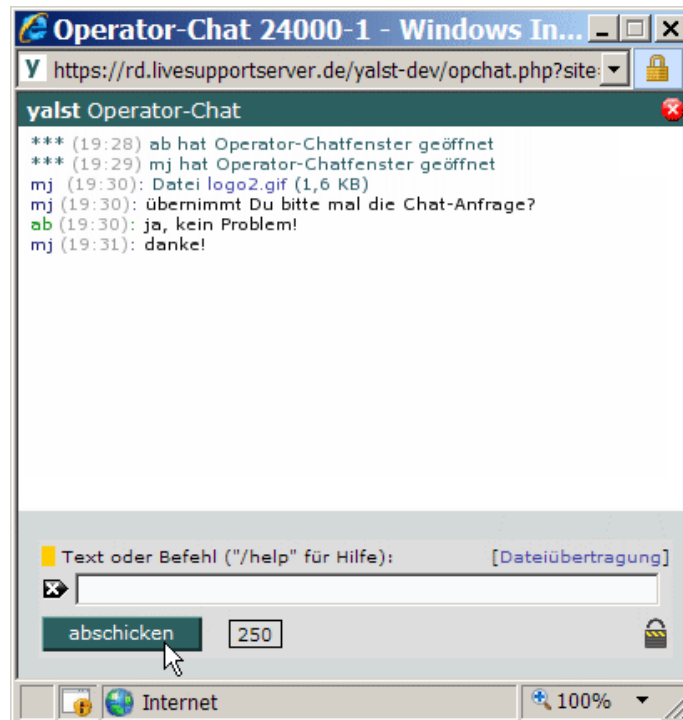 Operator-Chat 24000-1 - Windows In...
y https://rd.livesupportserver.de/yalst-dev/opchat.php?site:
yalst Operator-Chat
*** (19:28) ab hat Operator-Chatfenster geöffnet
*** (19:29) mj hat Operator-Chatfenster geöffnet
mj (19:30): Datei logo2.gif (1,6 KB)
mj (19:30): übernimmt Du bitte mal die Chat-Anfrage?
ab (19:30): ja, kein Problem!
mj (19:31): danke!
Text oder Befehl ("/help" für Hilfe): [Dateiübertragung]
abschicken 250
Internet 100%